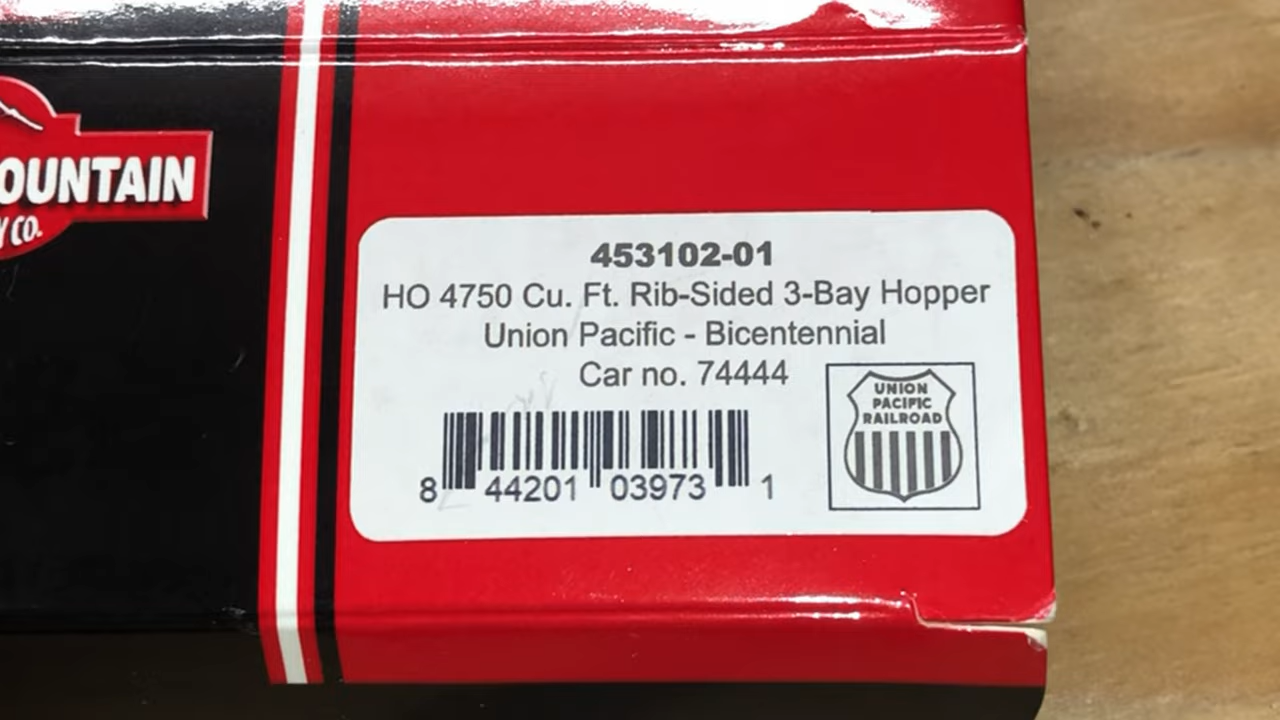 OUNTAIN
Y CO.
453102-01
HO 4750 Cu. Ft. Rib-Sided 3-Bay Hopper
Union Pacific - Bicentennial
Car no. 74444
UNION
PACIFIC
RAILROAD
8 44201 03973 1